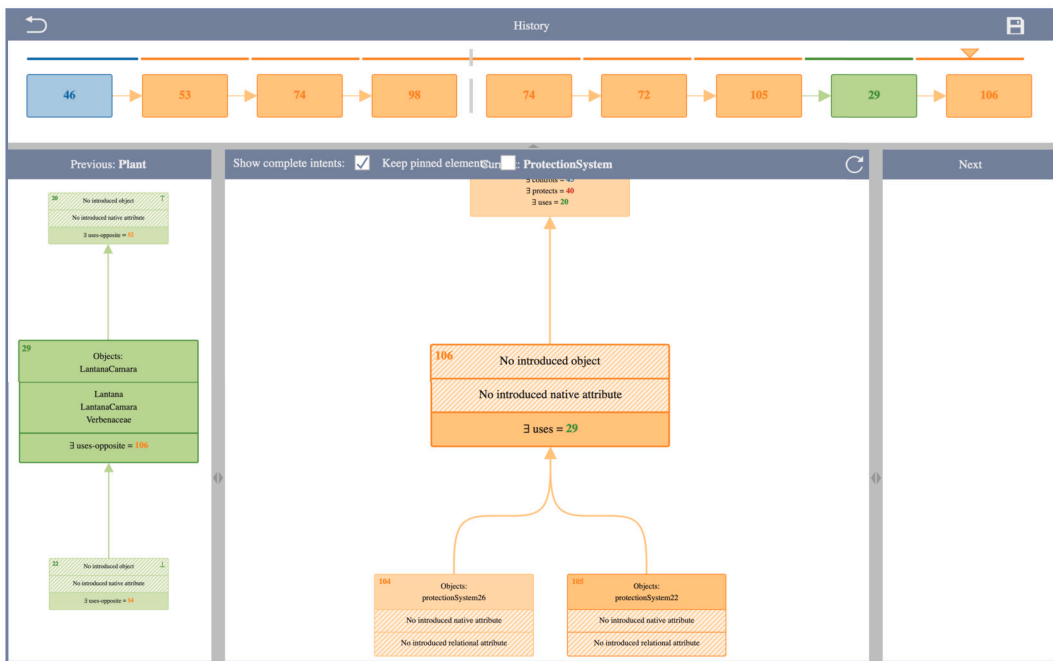 History
46 53 74 98 74 72 105 29 106
Previous: Plant
Show complete intents: Keep pinned elements
: ProtectionSystem
Next
∃ protects = 40
∃ uses = 20
20
No introduced object
⊤
No introduced native attribute
∃ uses-opposite =
29
Objects:
LantanaCamara
Lantana
LantanaCamara
Verbenaceae
∃ uses-opposite = 106
22
No introduced object
⊥
No introduced native attribute
∃ uses-opposite =
106
No introduced object
No introduced native attribute
∃ uses = 29
104
Objects:
protectionSystem26
No introduced native attribute
No introduced relational attribute
105
Objects:
protectionSystem22
No introduced native attribute
No introduced relational attribute